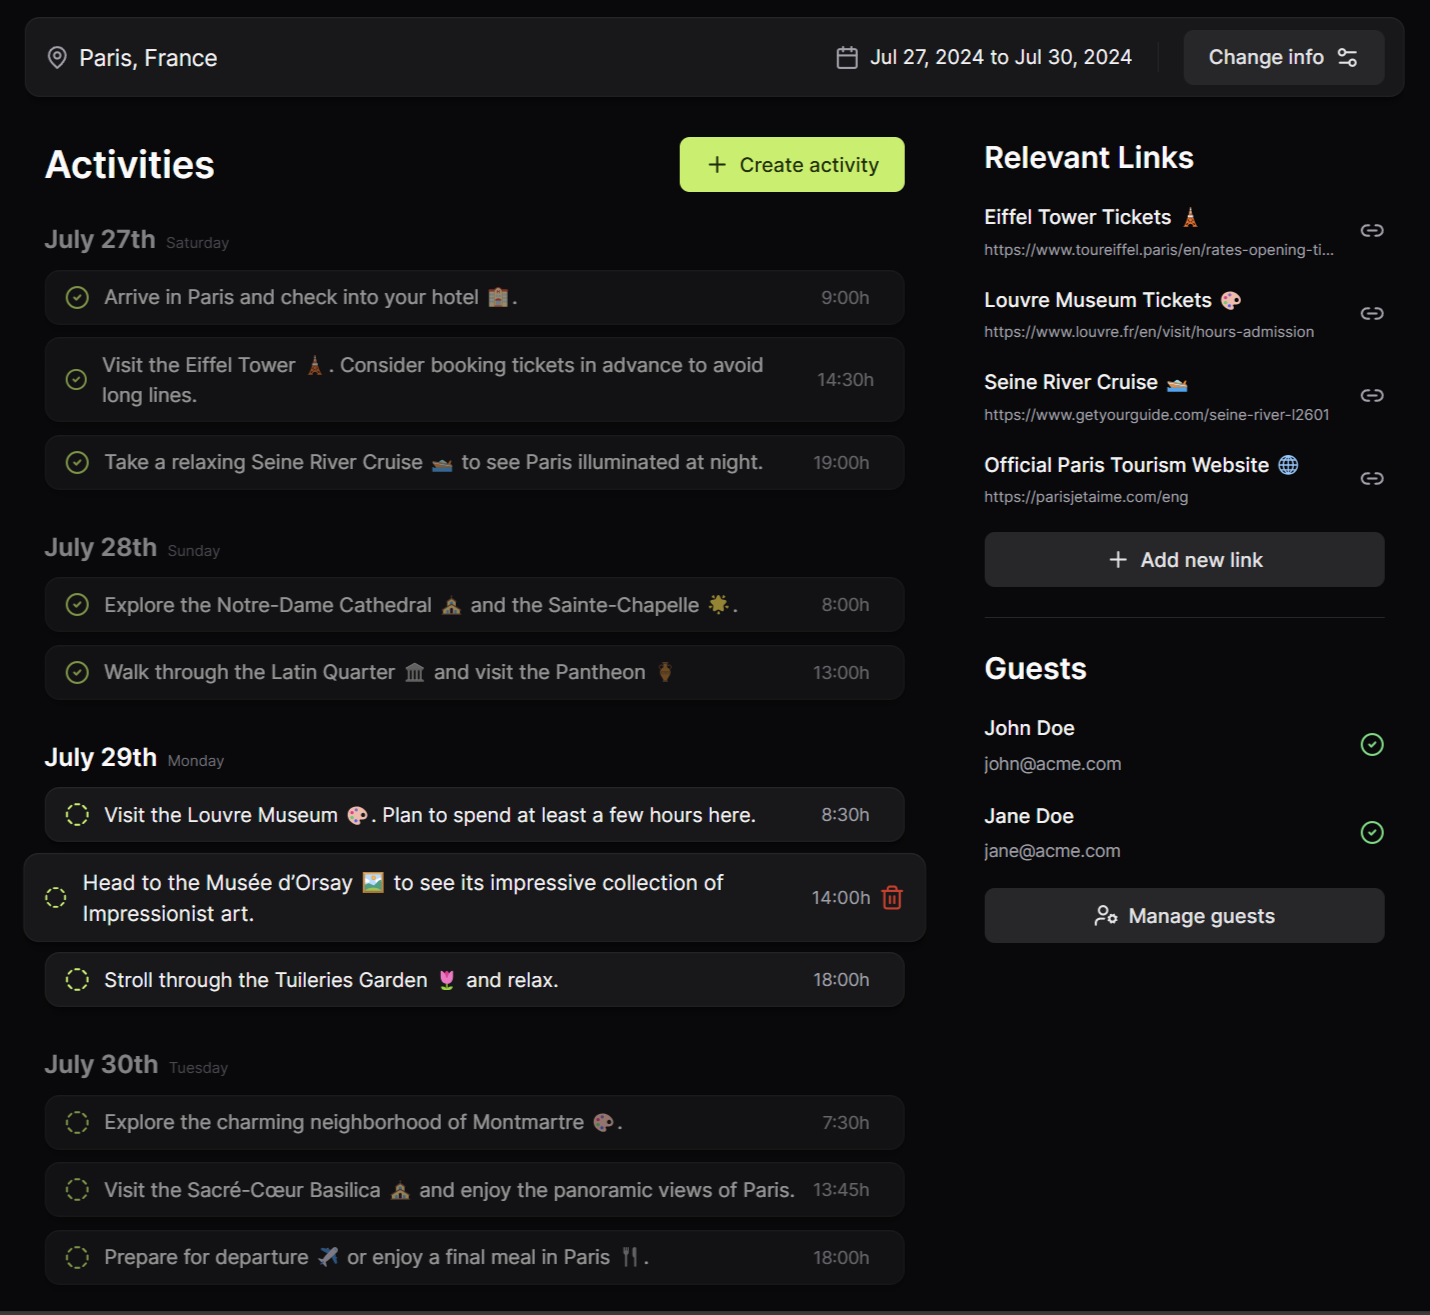 Paris, France
Jul 27, 2024 to Jul 30, 2024
Change info
Activities
Create activity
July 27th Saturday
Arrive in Paris and check into your hotel 🏨.
9:00h
Visit the Eiffel Tower 🗼. Consider booking tickets in advance to avoid
long lines.
14:30h
Take a relaxing Seine River Cruise 🚤 to see Paris illuminated at night.
19:00h
July 28th Sunday
Explore the Notre-Dame Cathedral ⛪ and the Sainte-Chapelle 🌟.
8:00h
Walk through the Latin Quarter 🏛️ and visit the Pantheon 🏺
13:00h
July 29th Monday
Visit the Louvre Museum 🎨. Plan to spend at least a few hours here.
8:30h
Head to the Musée d’Orsay 🖼️ to see its impressive collection of
Impressionist art.
14:00h
Stroll through the Tuileries Garden 🌷 and relax.
18:00h
July 30th Tuesday
Explore the charming neighborhood of Montmartre 🎨.
7:30h
Visit the Sacré-Cœur Basilica ⛪ and enjoy the panoramic views of Paris.
13:45h
Prepare for departure ✈️ or enjoy a final meal in Paris 🍴.
18:00h
Relevant Links
Eiffel Tower Tickets 🗼
https://www.toureiffel.paris/en/rates-opening-ti...
Louvre Museum Tickets 🎨
https://www.louvre.fr/en/visit/hours-admission
Seine River Cruise 🚤
https://www.getyourguide.com/seine-river-l2601
Official Paris Tourism Website 🌐
https://parisjetaime.com/eng
Add new link
Guests
John Doe
john@acme.com
Jane Doe
jane@acme.com
Manage guests